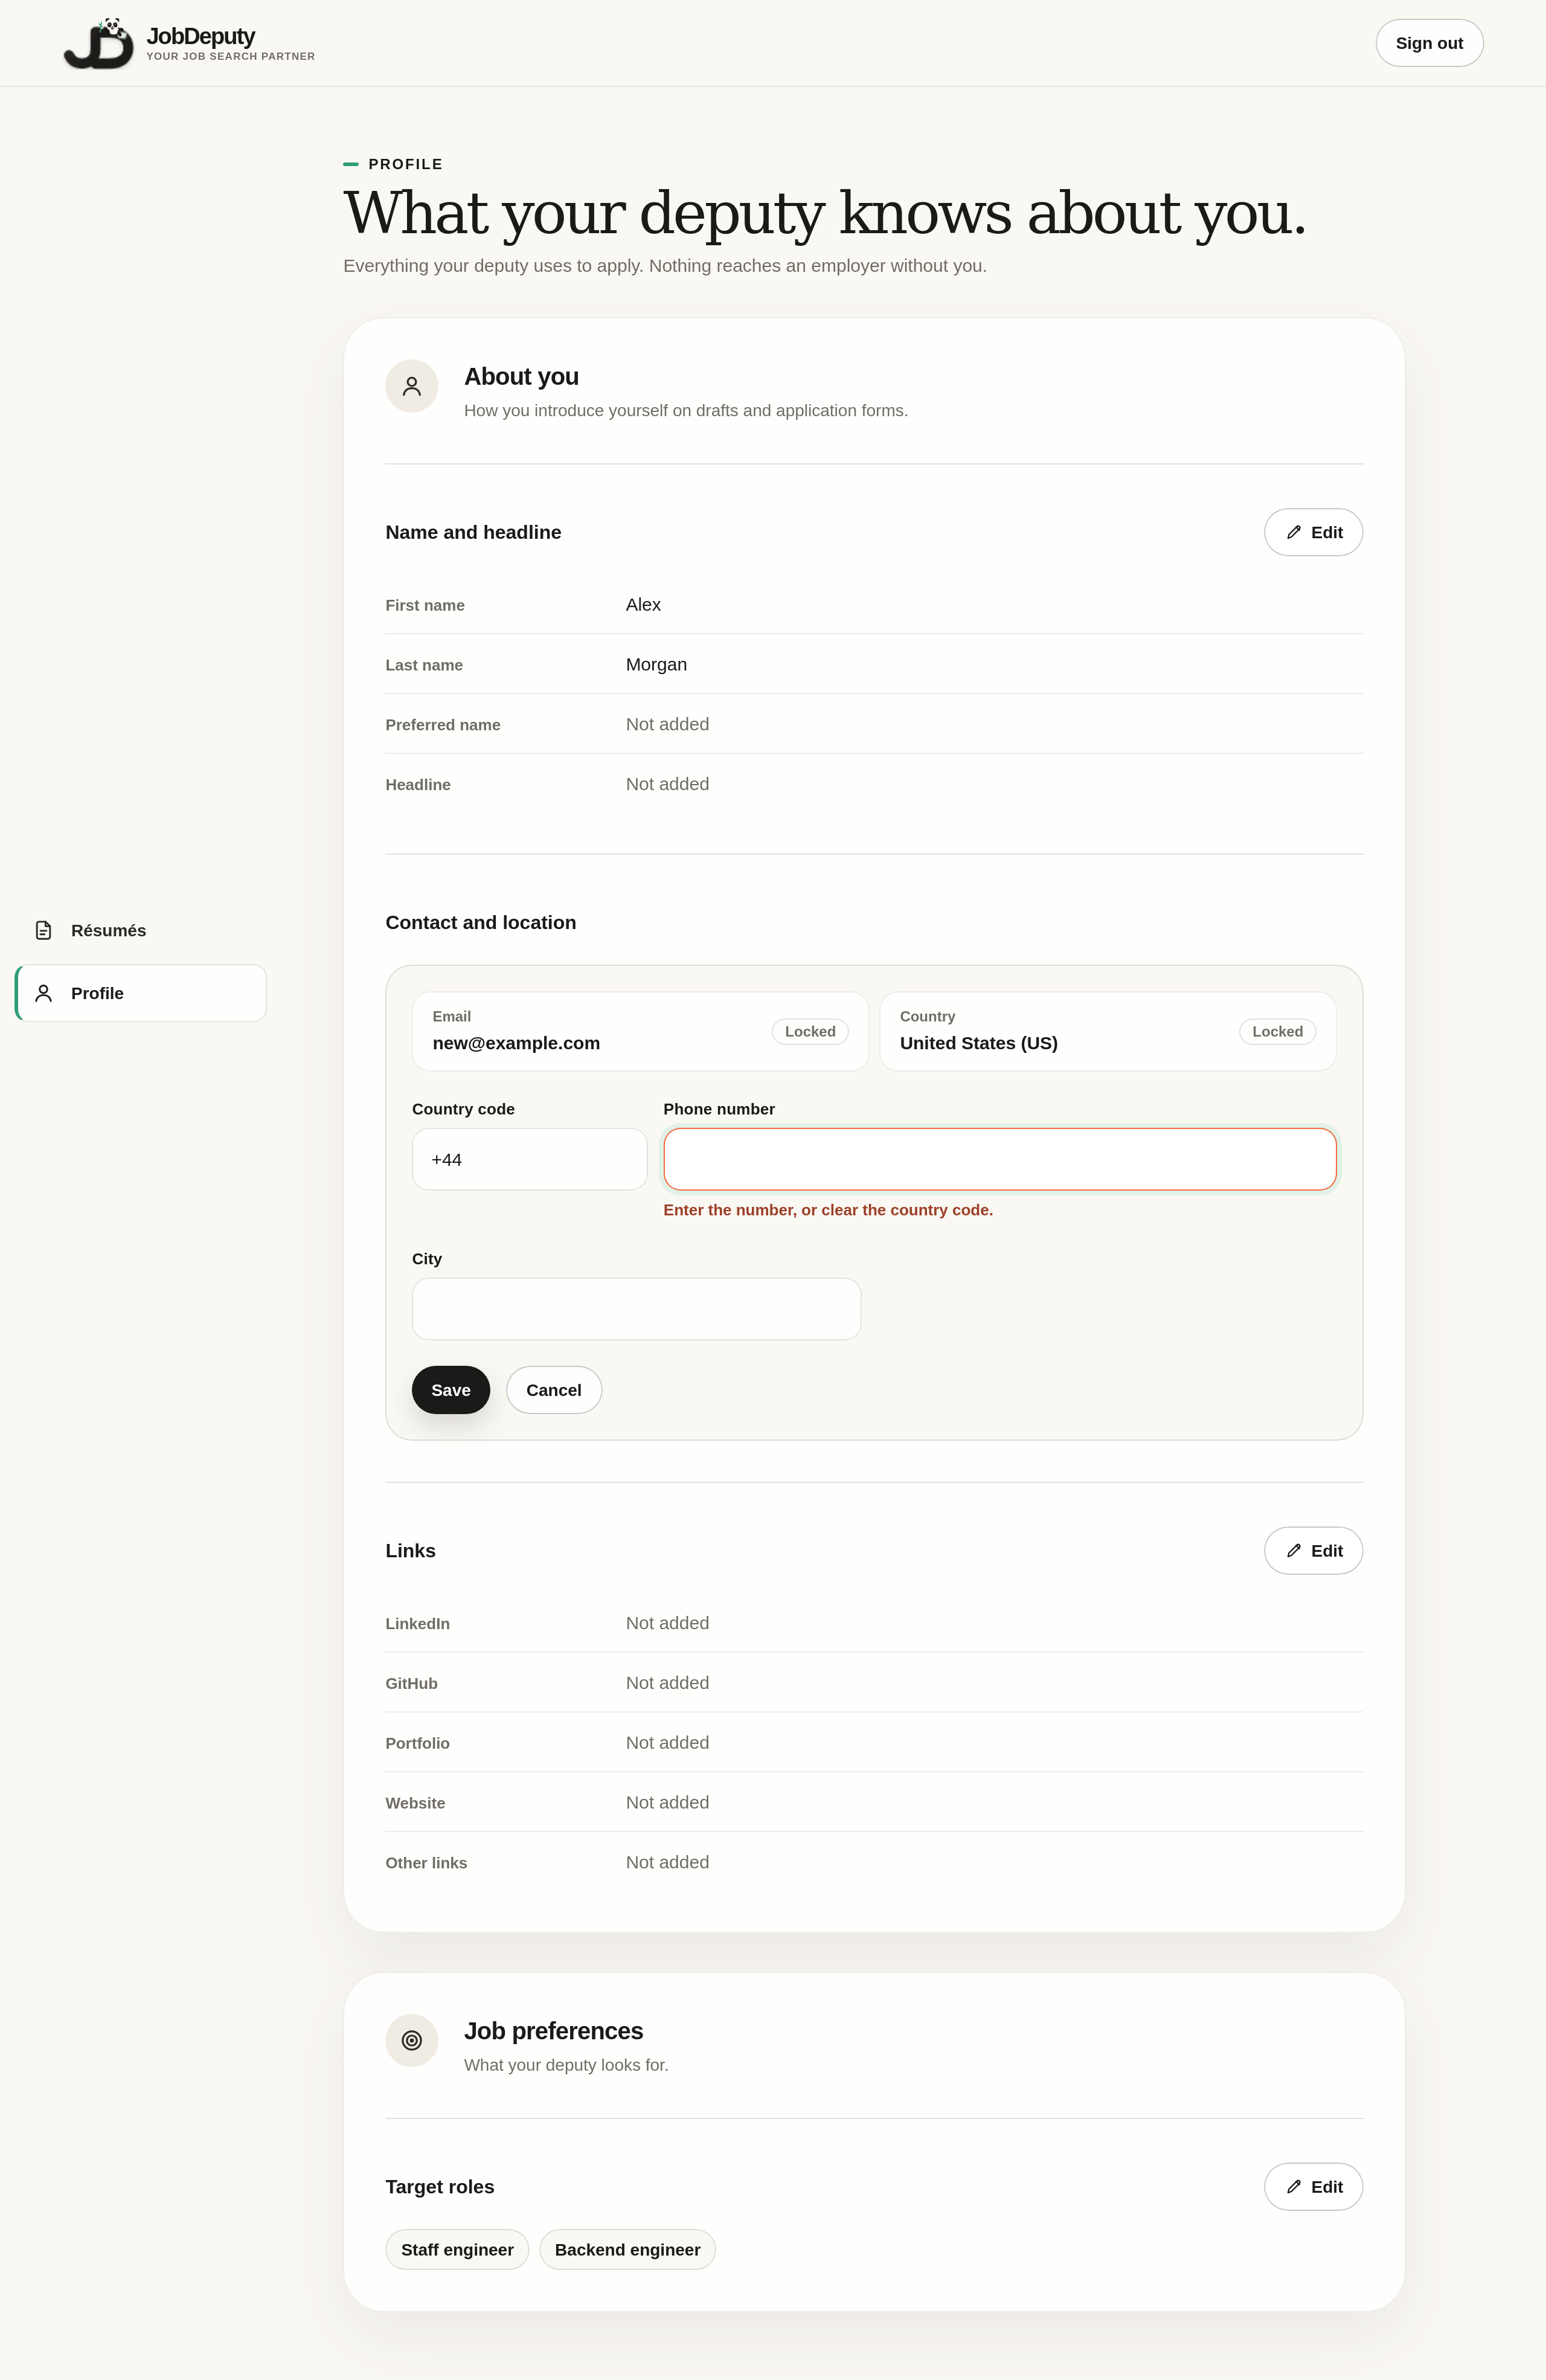 JobDeputy
YOUR JOB SEARCH PARTNER
Sign out
PROFILE
What your deputy knows about you.
Everything your deputy uses to apply. Nothing reaches an employer without you.
About you
How you introduce yourself on drafts and application forms.
Name and headline
Edit
First name
Alex
Last name
Morgan
Preferred name
Not added
Headline
Not added
Résumés
Profile
Contact and location
Email
new@example.com
Locked
Country
United States (US)
Locked
Country code
+44
Phone number
Enter the number, or clear the country code.
City
Save
Cancel
Links
Edit
LinkedIn
Not added
GitHub
Not added
Portfolio
Not added
Website
Not added
Other links
Not added
Job preferences
What your deputy looks for.
Target roles
Edit
Staff engineer
Backend engineer